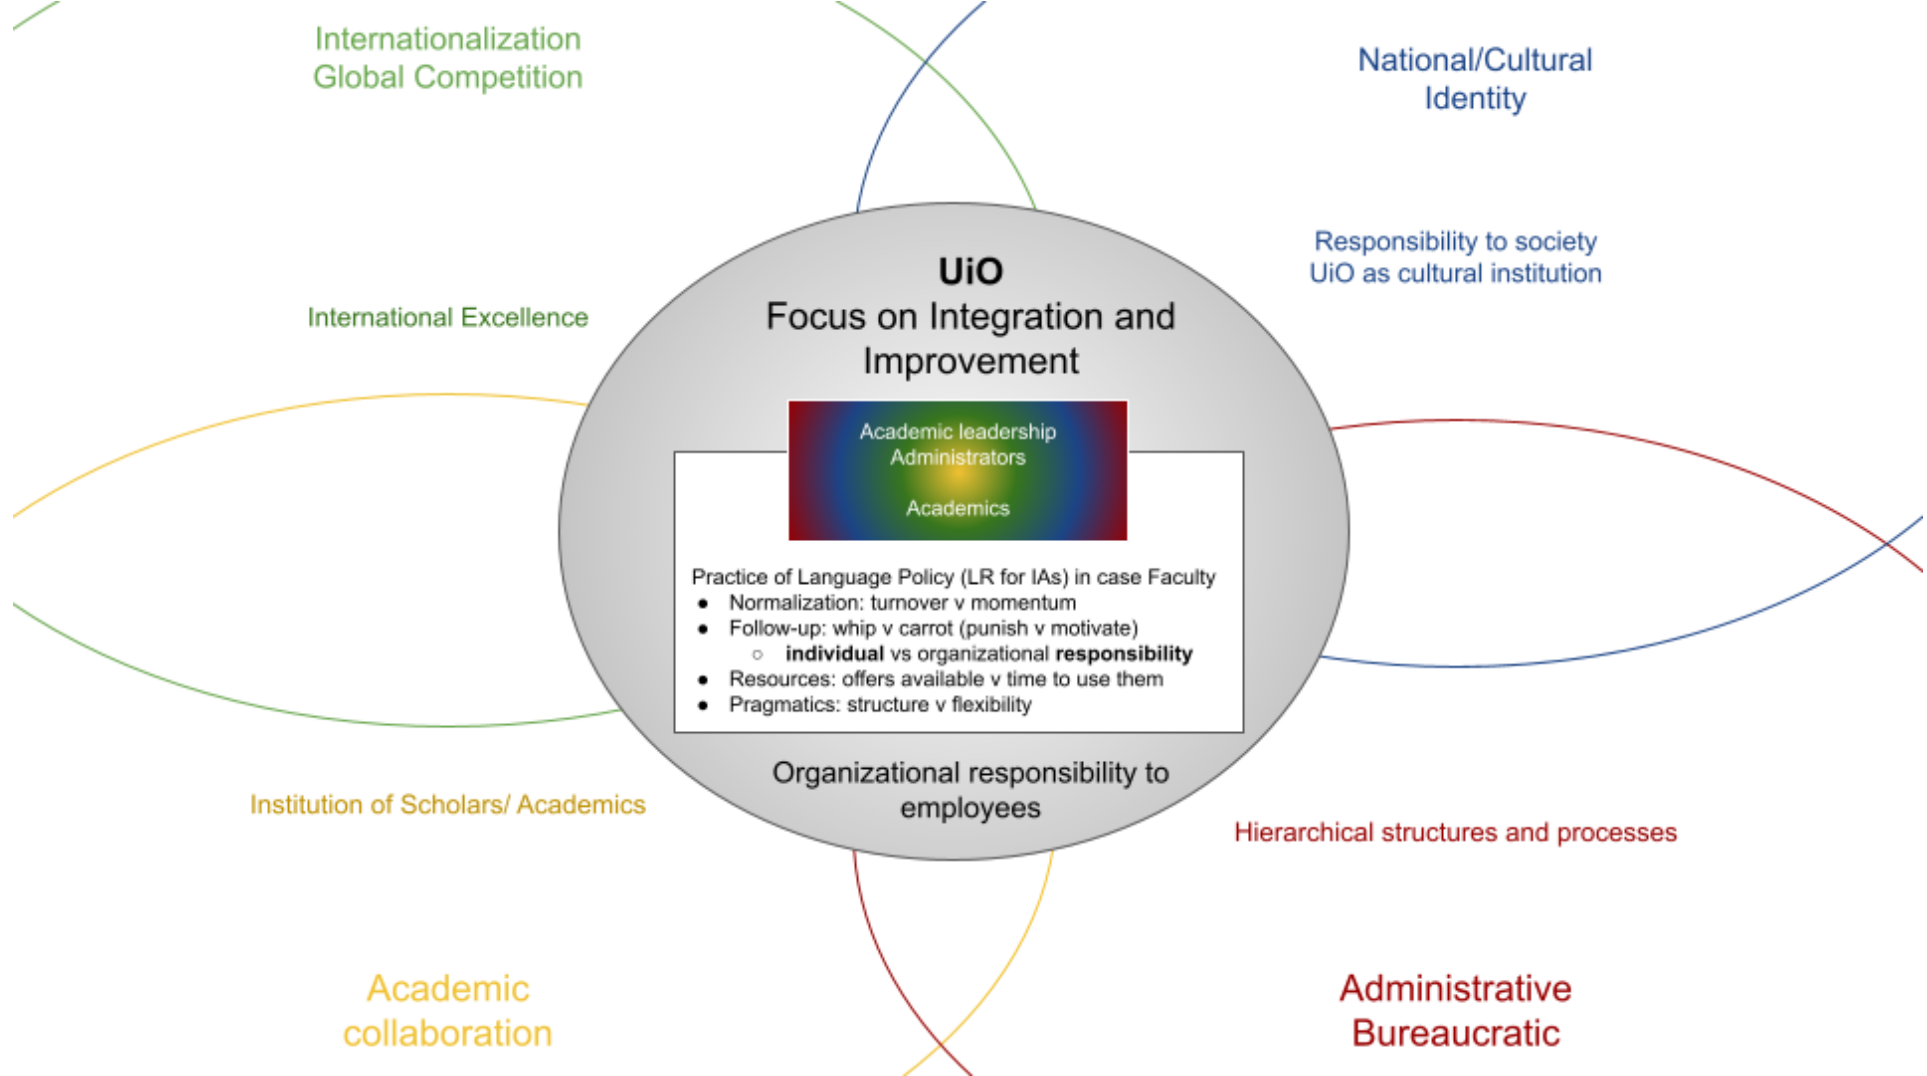 Internationalization
Global Competition
National/Cultural
Identity
Responsibility to society
UiO as cultural institution
International Excellence
UiO
Focus on Integration and
Improvement
Academic leadership
Administrators
Academics
Practice of Language Policy (LR for IAs) in case Faculty
● Normalization: turnover v momentum
● Follow-up: whip v carrot (punish v motivate)
○ individual vs organizational responsibility
● Resources: offers available v time to use them
● Pragmatics: structure v flexibility
Organizational responsibility to
employees
Institution of Scholars/ Academics
Hierarchical structures and processes
Academic
collaboration
Administrative
Bureaucratic